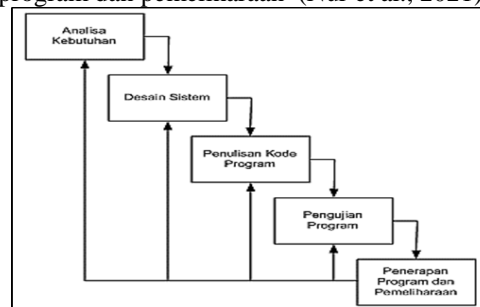 program dan pemeliharaan (Nur et al., 2021)
Analisa
Kebutuhan
Desain Sistem
Penulisan Kode
Program
Pengujian
Program
Penerapan
Program dan
Pemeliharaan